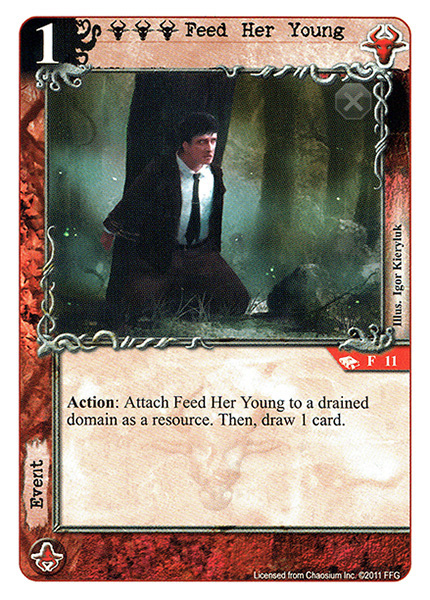 1
Feed Her Young
Illus. Igor Kieryluk
F 11
Action: Attach Feed Her Young to a drained
domain as a resource. Then, draw 1 card.
Event
Licensed from Chaosium Inc. ©2011 FFG